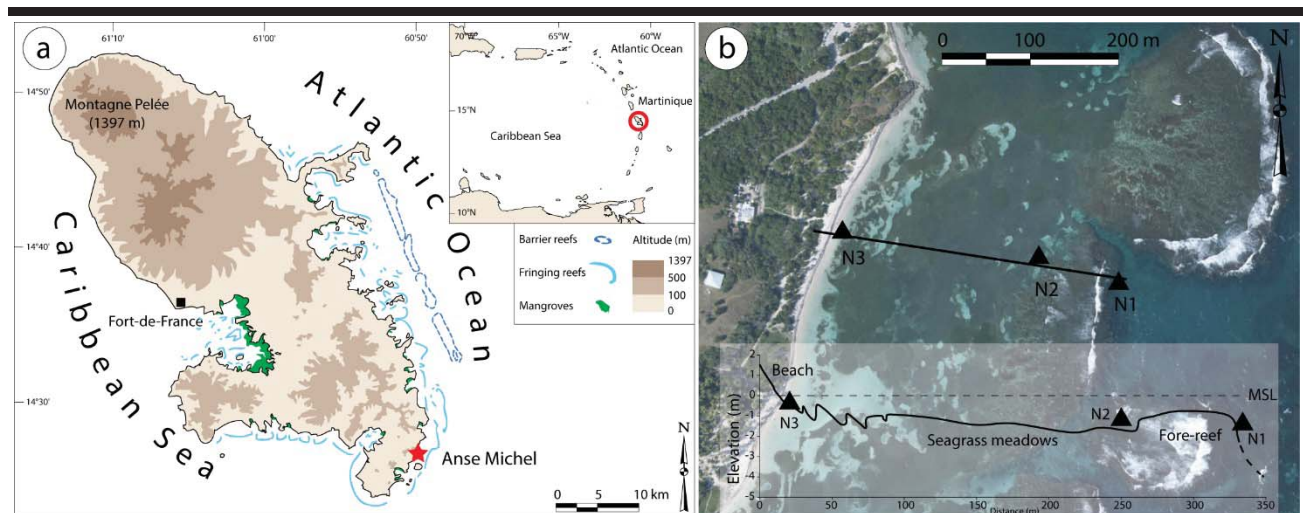 a
61°10
61°00
60°50
14°50
14°40
14°30
Montagne Pelée
(1397 m)
Atlantic Ocean
Caribbean Sea
Fort-de-France
Anse Michel
70°W
65°W
60°W
15°N
10°N
Atlantic Ocean
Martinique
Caribbean Sea
Barrier reefs
Fringing reefs
Mangroves
Altitude (m)
1397
500
100
0
N
0 5 10 km
b
0 100 200 m
N
N3
N2
N1
Beach
MSL
N3
N2
N1
Seagrass meadows
Fore-reef
Elevation (m)
2
1
0
-1
-2
-3
-4
-5
0 50 100 150 200 250 300 350
Distance (m)